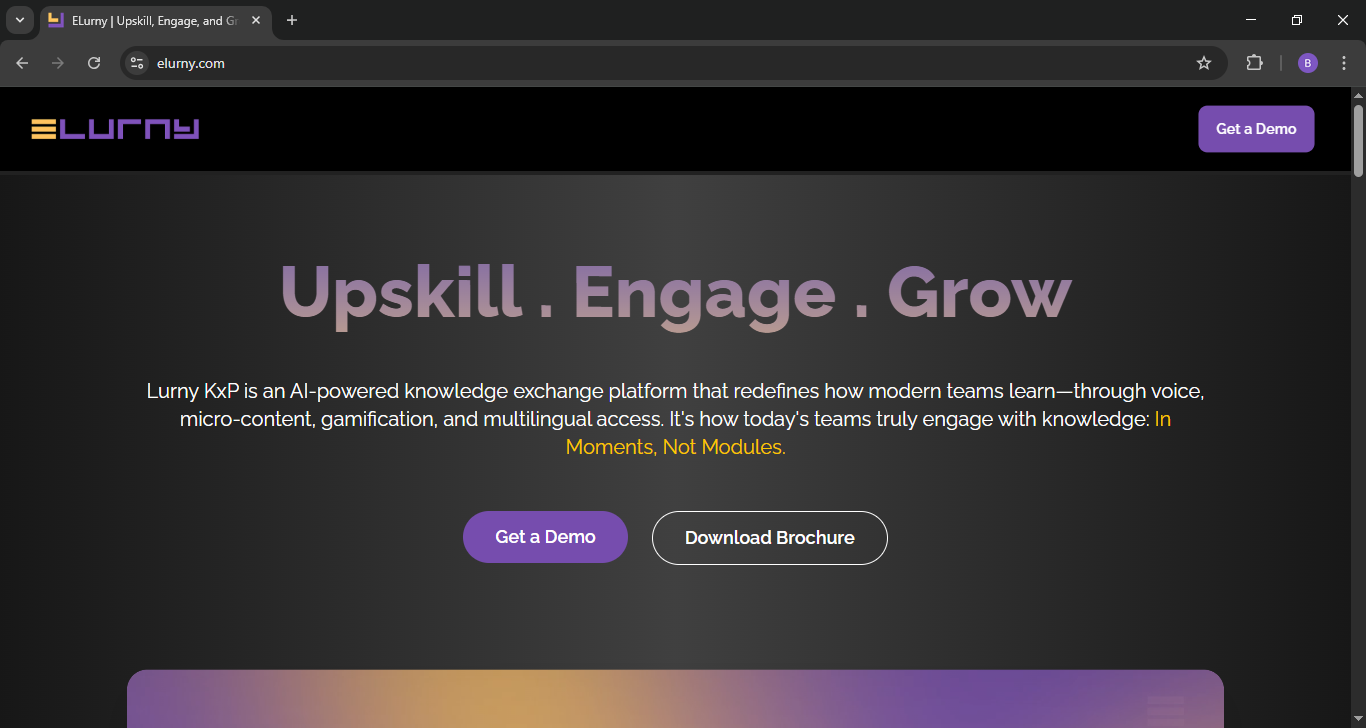 ELurny | Upskill, Engage, and Gr
elurny.com
B
ELURNY
Get a Demo
Upskill . Engage . Grow
Lurny KxP is an AI-powered knowledge exchange platform that redefines how modern teams learn—through voice,
micro-content, gamification, and multilingual access. It's how today's teams truly engage with knowledge: In
Moments, Not Modules.
Get a Demo
Download Brochure